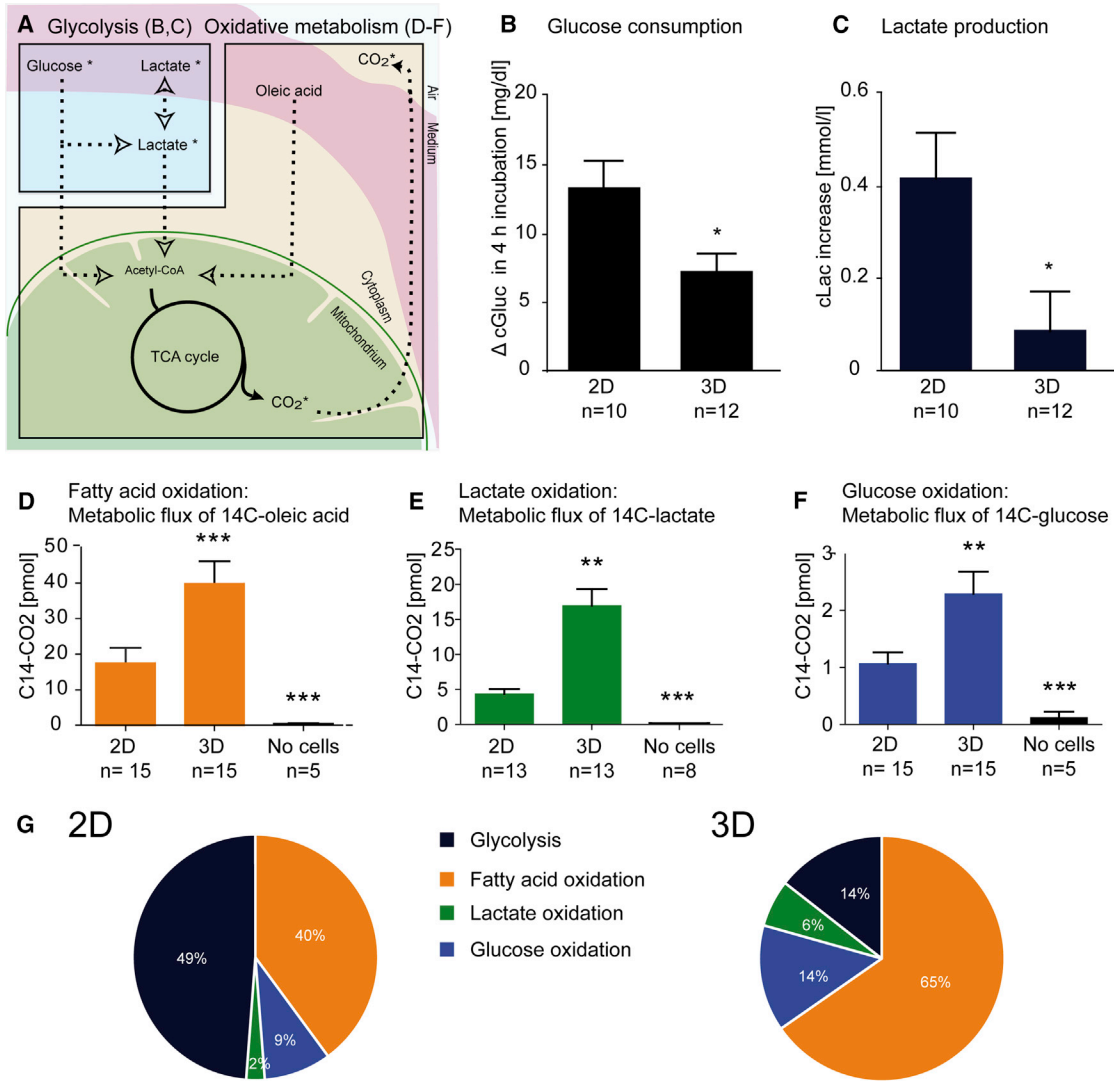 A Glycolysis (B,C) Oxidative metabolism (D-F)
Glucose *
Lactate *
CO2*
Oleic acid
Air
Medium
Lactate *
Acetyl-CoA
Cytoplasm
Mitochondrium
TCA cycle
CO2*
B Glucose consumption
Δ cGluc in 4 h incubation [mg/dl]
20
15
10
5
0
*
2D 3D
n=10 n=12
C Lactate production
cLac increase [mmol/l]
0.6
0.4
0.2
0
*
2D 3D
n=10 n=12
D Fatty acid oxidation:
Metabolic flux of 14C-oleic acid
C14-CO2 [pmol]
50
40
30
20
10
0
***
***
2D 3D No cells
n= 15 n=15 n=5
E Lactate oxidation:
Metabolic flux of 14C-lactate
C14-CO2 [pmol]
25
20
15
10
5
0
**
***
2D 3D No cells
n=13 n=13 n=8
F Glucose oxidation:
Metabolic flux of 14C-glucose
C14-CO2 [pmol]
3
2
1
0
**
***
2D 3D No cells
n= 15 n=15 n=5
G 2D
49%
40%
9%
2%
Glycolysis
Fatty acid oxidation
Lactate oxidation
Glucose oxidation
3D
14%
6%
14%
65%